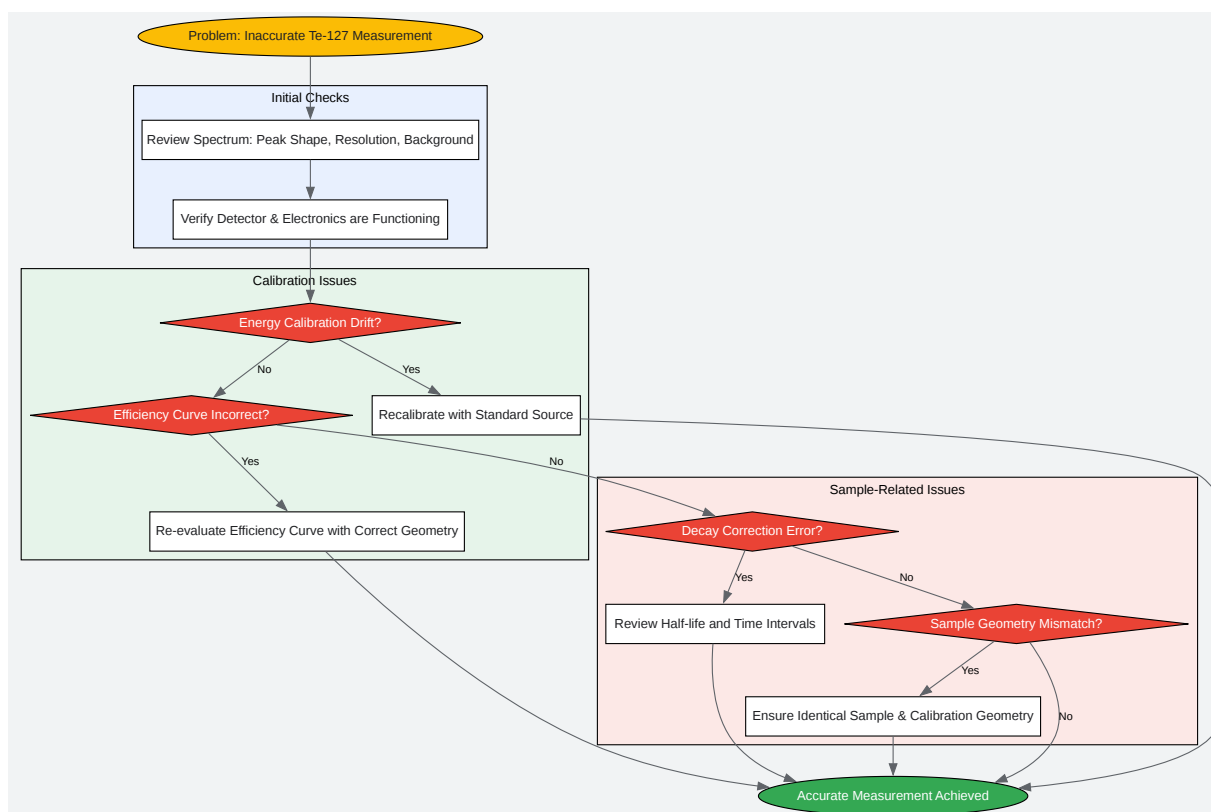 Problem: Inaccurate Te-127 Measurement
Initial Checks
Review Spectrum: Peak Shape, Resolution, Background
Verify Detector & Electronics are Functioning
Calibration Issues
Energy Calibration Drift?
No
Yes
Efficiency Curve Incorrect?
Recalibrate with Standard Source
Yes
No
Re-evaluate Efficiency Curve with Correct Geometry
Sample-Related Issues
Decay Correction Error?
Yes
No
Review Half-life and Time Intervals
Sample Geometry Mismatch?
Yes
No
Ensure Identical Sample & Calibration Geometry
Accurate Measurement Achieved